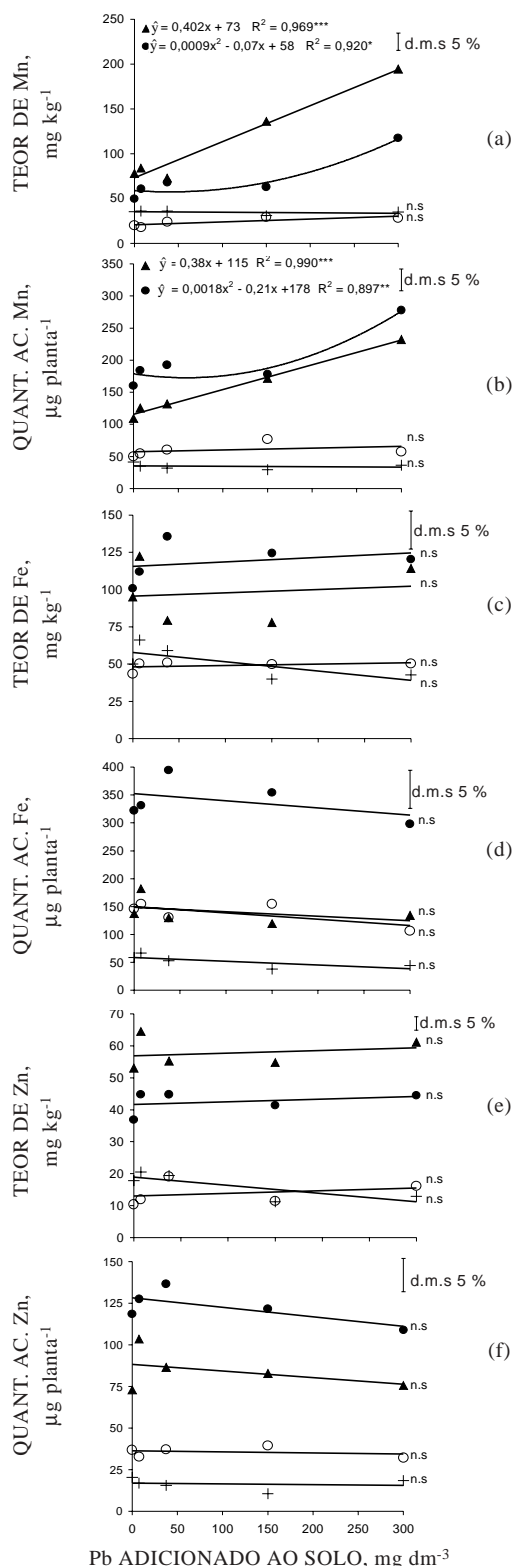 ▲ ŷ= 0,402x + 73 R² = 0,969***
● ŷ= 0,0009x² - 0,07x + 58 R² = 0,920*
d.m.s 5 %
TEOR DE Mn,
mg kg⁻¹
250
200
150
100
50
0
n.s
n.s
(a)
▲ ŷ = 0,38x + 115 R² = 0,990***
● ŷ = 0,0018x² - 0,21x +178 R² = 0,897**
d.m.s 5 %
QUANT. AC. Mn,
µg planta⁻¹
350
300
250
200
150
100
50
0
n.s
n.s
(b)
d.m.s 5 %
TEOR DE Fe,
mg kg⁻¹
150
125
100
75
50
25
0
n.s
n.s
n.s
n.s
(c)
d.m.s 5 %
QUANT. AC. Fe,
µg planta⁻¹
400
350
300
250
200
150
100
50
0
n.s
n.s
n.s
n.s
(d)
d.m.s 5 %
TEOR DE Zn,
mg kg⁻¹
70
60
50
40
30
20
10
0
n.s
n.s
n.s
n.s
(e)
d.m.s 5 %
QUANT. AC. Zn,
µg planta⁻¹
150
125
100
75
50
25
0
n.s
n.s
n.s
n.s
(f)
0 50 100 150 200 250 300
Pb ADICIONADO AO SOLO, mg dm⁻³